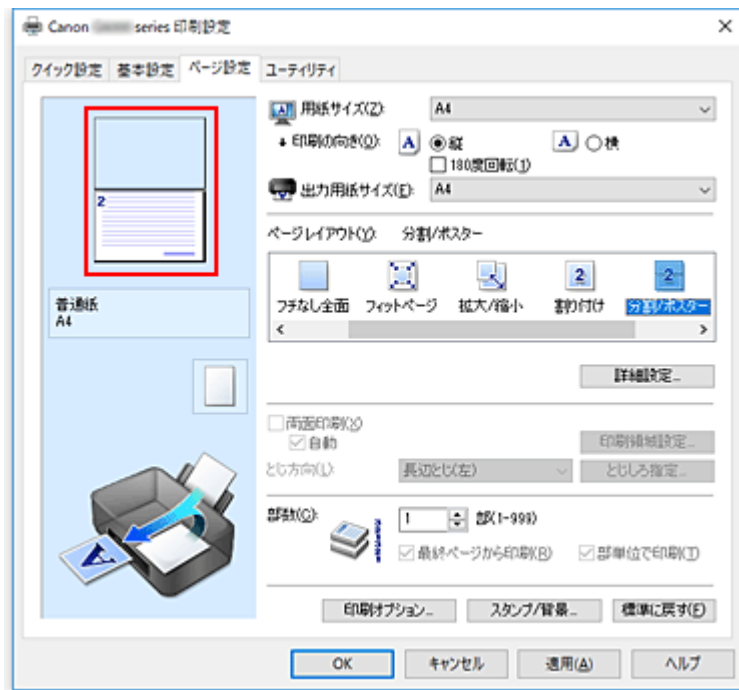 Canon series 印刷設定
クイック設定 基本設定 ページ設定 ユーティリティ
用紙サイズ(Z): A4
印刷の向き(O): A 縦 A 横
180度回転(J)
出力用紙サイズ(E): A4
ページレイアウト(Y): 分割/ポスター
2 2
フチなし全面 フィットページ 拡大/縮小 割り付け 分割/ポスター
2
普通紙
A4
詳細設定...
両面印刷(X)
自動 印刷領域設定...
とじ方向(L): 長辺とじ(左) とじしろ指定...
部数(C): 1 部(1-999)
最終ページから印刷(R) 部単位で印刷(T)
A
印刷オプション... スタンプ/背景... 標準に戻す(F)
OK キャンセル 適用(A) ヘルプ